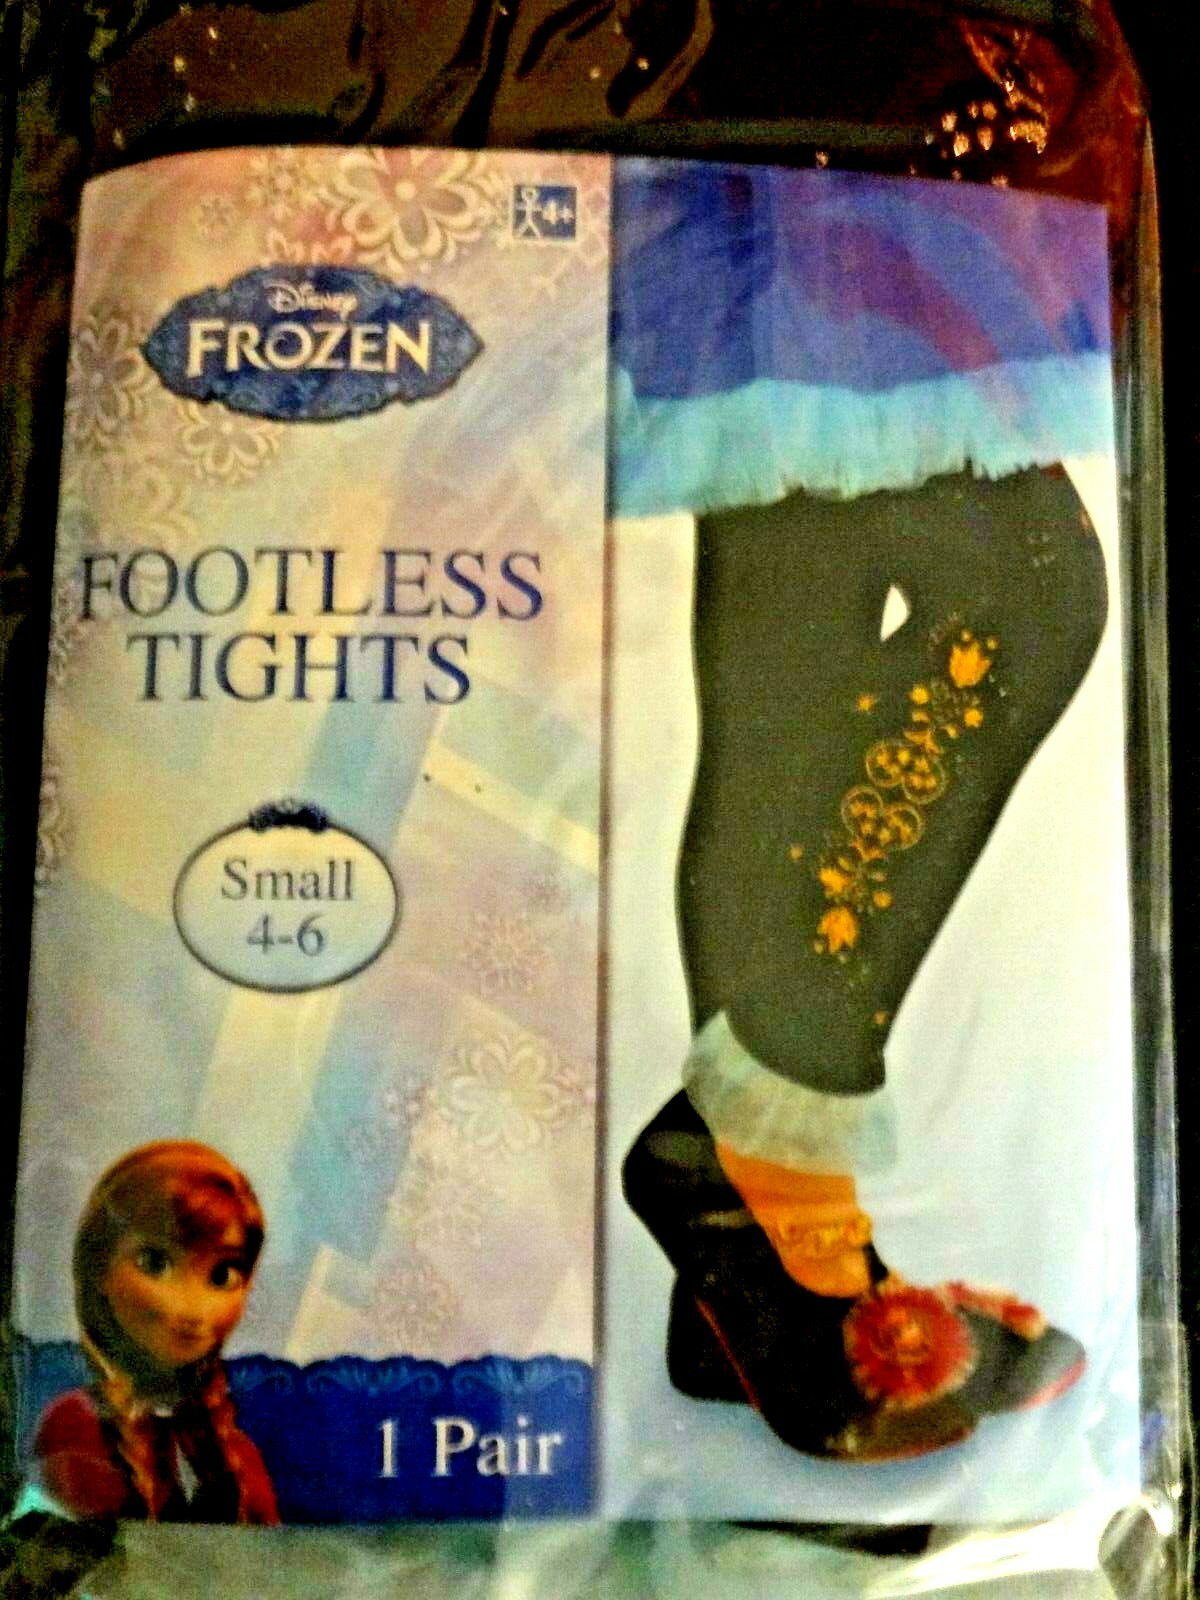 4+
Disney
FROZEN
FOOTLESS
TIGHTS
Small
4-6
1 Pair